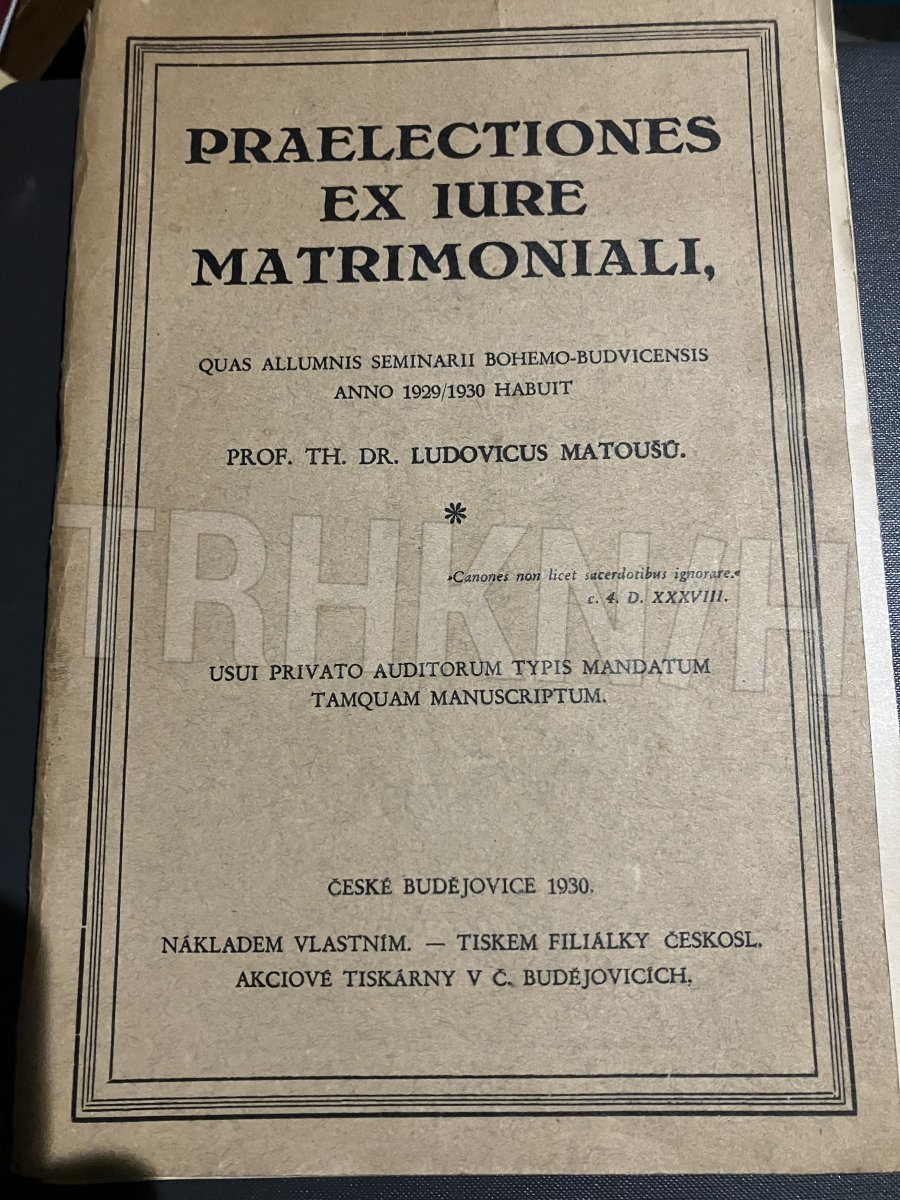 PRAELECTIONES
EX IURE
MATRIMONIALI,
QUAS ALLUMNIS SEMINARII BOHEMO-BUDVICENSIS
ANNO 1929/1930 HABUIT
PROF. TH. DR. LUDOVICUS MATOUŠŮ.
»Canones non licet sacerdotibus ignorare.«
c. 4. D. XXXVIII.
TRHKNIH
USUI PRIVATO AUDITORUM TYPIS MANDATUM
TAMQUAM MANUSCRIPTUM.
ČESKÉ BUDĚJOVICE 1930.
NÁKLADEM VLASTNÍM. — TISKEM FILIÁLKY ČESKOSL.
AKCIOVÉ TISKÁRNY V Č. BUDĚJOVICÍCH.